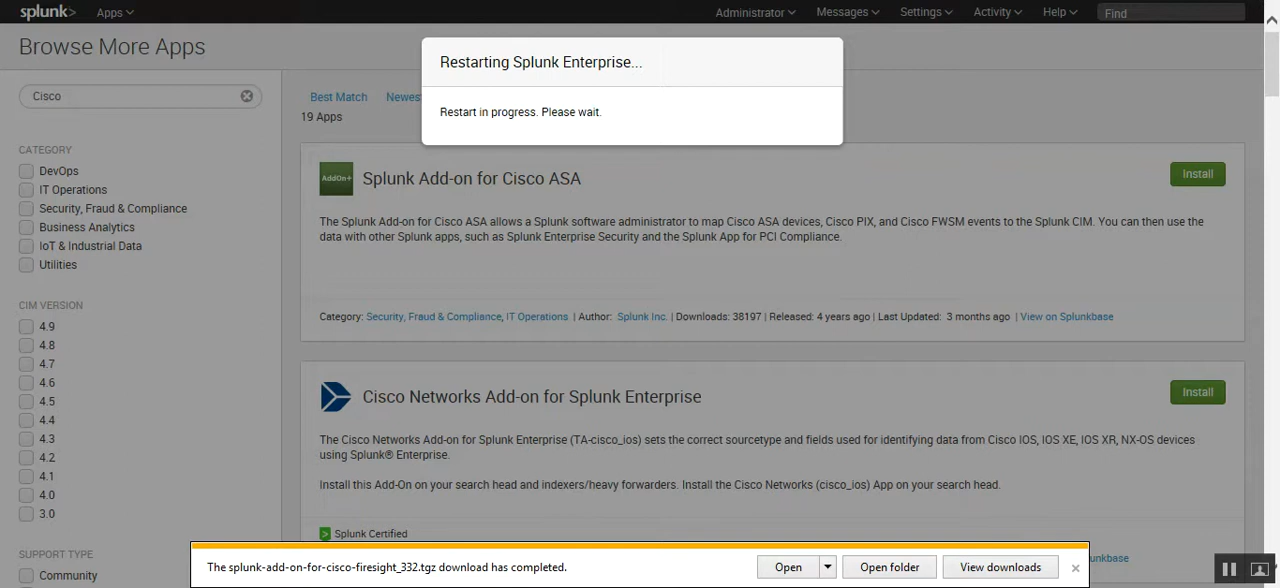 splunk> Apps Administrator Messages Settings Activity Help Find
Browse More Apps
Restarting Splunk Enterprise...
Restart in progress. Please wait.
Cisco
Best Match Newes
19 Apps
CATEGORY
DevOps
IT Operations
Security, Fraud & Compliance
Business Analytics
IoT & Industrial Data
Utilities
CIM VERSION
4.9
4.8
4.7
4.6
4.5
4.4
4.3
4.2
4.1
4.0
3.0
SUPPORT TYPE
Community
AddOn+ Splunk Add-on for Cisco ASA Install
The Splunk Add-on for Cisco ASA allows a Splunk software administrator to map Cisco ASA devices, Cisco PIX, and Cisco FWSM events to the Splunk CIM. You can then use the
data with other Splunk apps, such as Splunk Enterprise Security and the Splunk App for PCI Compliance.
Category: Security, Fraud & Compliance, IT Operations | Author: Splunk Inc. | Downloads: 38197 | Released: 4 years ago | Last Updated: 3 months ago | View on Splunkbase
Cisco Networks Add-on for Splunk Enterprise Install
The Cisco Networks Add-on for Splunk Enterprise (TA-cisco_ios) sets the correct sourcetype and fields used for identifying data from Cisco IOS, IOS XE, IOS XR, NX-OS devices
using Splunk® Enterprise.
Install this Add-On on your search head and indexers/heavy forwarders. Install the Cisco Networks (cisco_ios) App on your search head.
Splunk Certified
unkbase
The splunk-add-on-for-cisco-firesight_332.tgz download has completed. Open Open folder View downloads